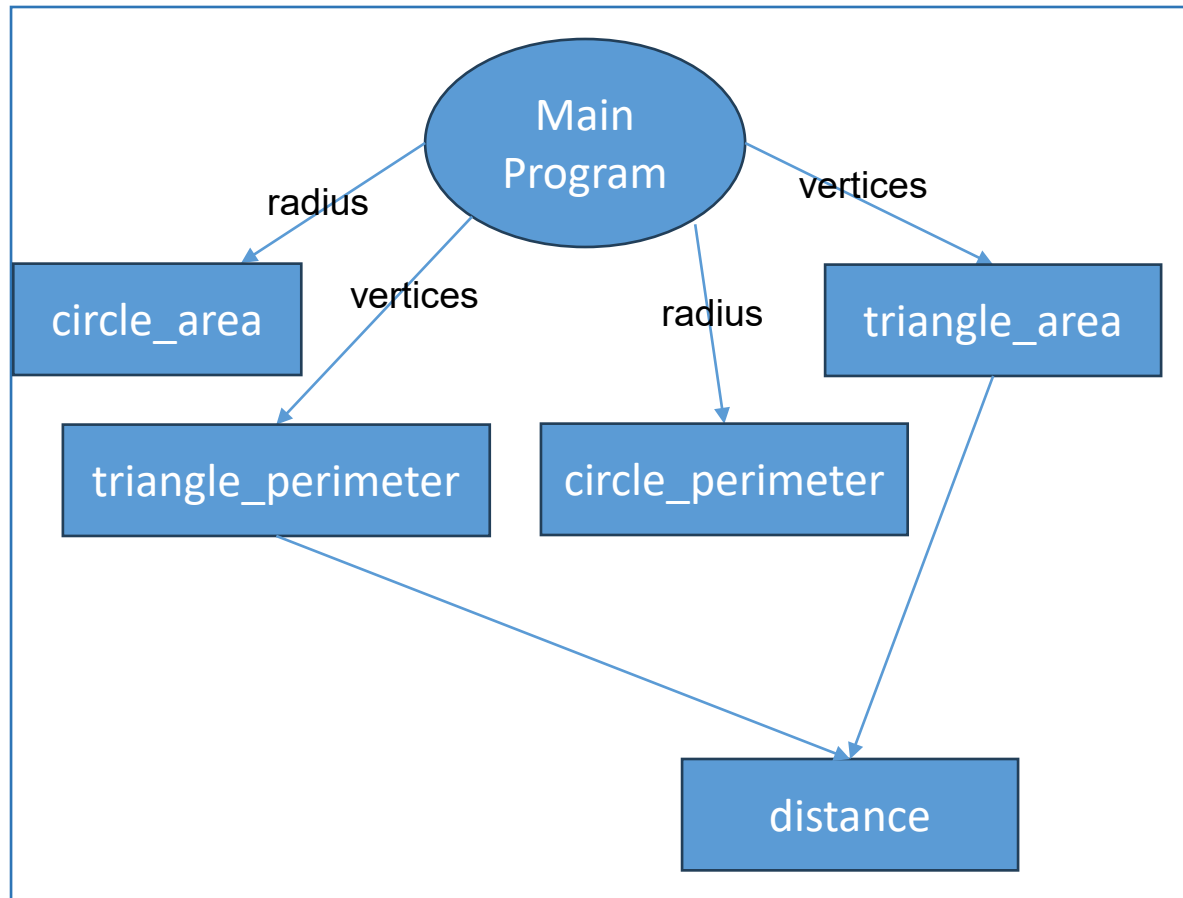 Main
Program
radius
vertices
circle_area
vertices
radius
triangle_area
triangle_perimeter
circle_perimeter
distance